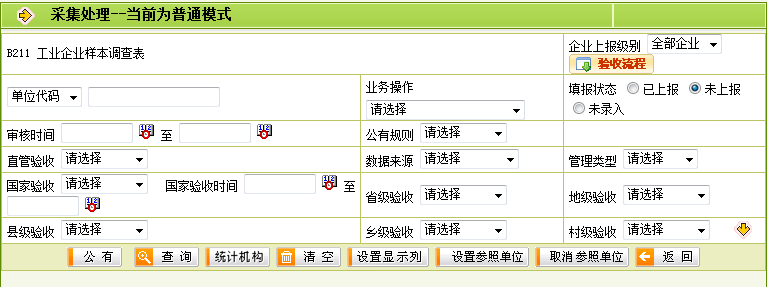 采集处理--当前为普通模式
B211 工业企业样本调查表
企业上报级别 全部企业
验收流程
单位代码
业务操作
请选择
填报状态 已上报 未上报
未录入
审核时间 至 公有规则 请选择
直管验收 请选择 数据来源 请选择 管理类型 请选择
国家验收 请选择 国家验收时间 至 省级验收 请选择 地级验收 请选择
县级验收 请选择 乡级验收 请选择 村级验收 请选择
公有 查询 统计机构 清空 设置显示列 设置参照单位 取消参照单位 返回